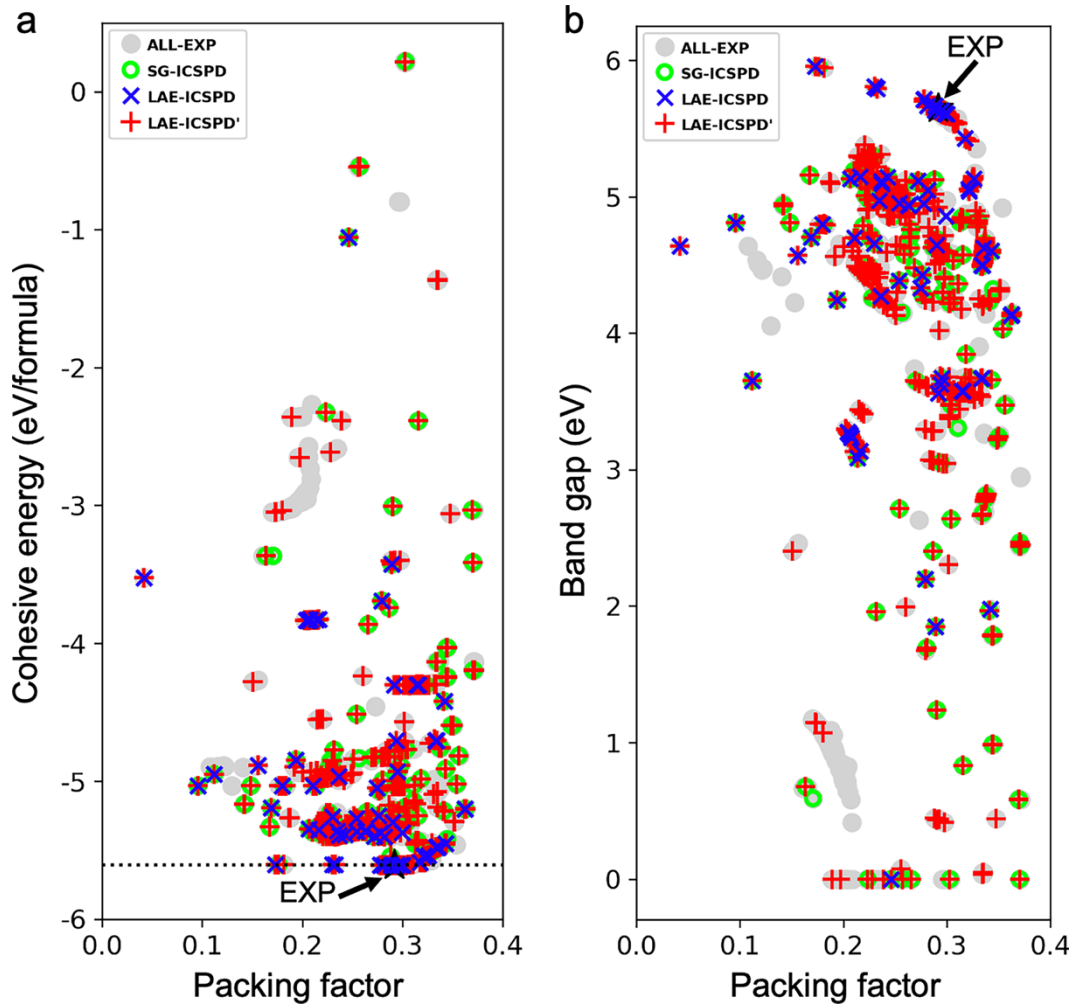 a
ALL-EXP
SG-ICSPD
LAE-ICSPD
LAE-ICSPD'
0
-1
-2
-3
-4
-5
-6
Cohesive energy (eV/formula)
EXP
0.0
0.1
0.2
0.3
0.4
Packing factor
b
ALL-EXP
SG-ICSPD
LAE-ICSPD
LAE-ICSPD'
EXP
6
5
4
3
2
1
0
Band gap (eV)
0.0
0.1
0.2
0.3
0.4
Packing factor